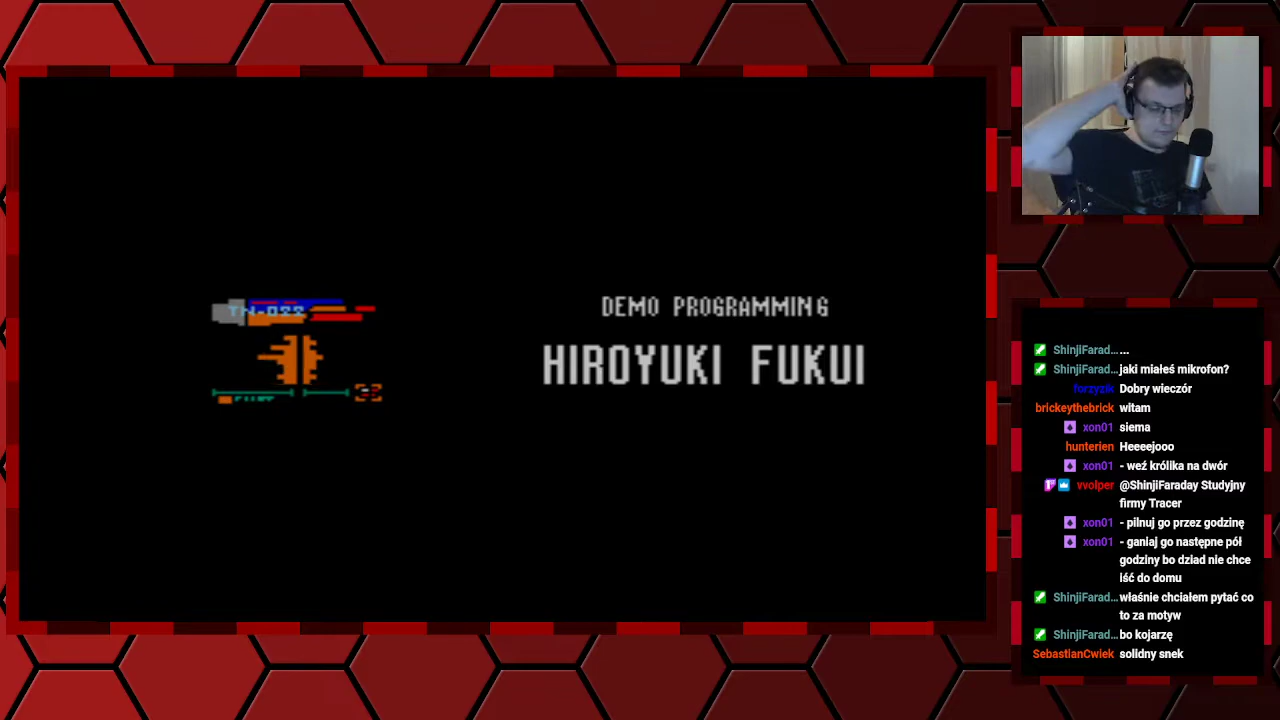 TN-022
DEMO PROGRAMMING
HIROYUKI FUKUI
ShinjiFarad... ...
ShinjiFarad... jaki miałeś mikrofon?
forzyzik Dobry wieczór
brickeythebrick witam
xon01 siema
hunterien Heeeejooo
xon01 - weź królika na dwór
vvolper @ShinjiFaraday Studyjny
firmy Tracer
xon01 - pilnuj go przez godzinę
xon01 - ganiaj go następne pół
godziny bo dziad nie chce
iść do domu
ShinjiFarad... właśnie chciałem pytać co
to za motyw
ShinjiFarad... bo kojarzę
SebastianCwiek solidny snek